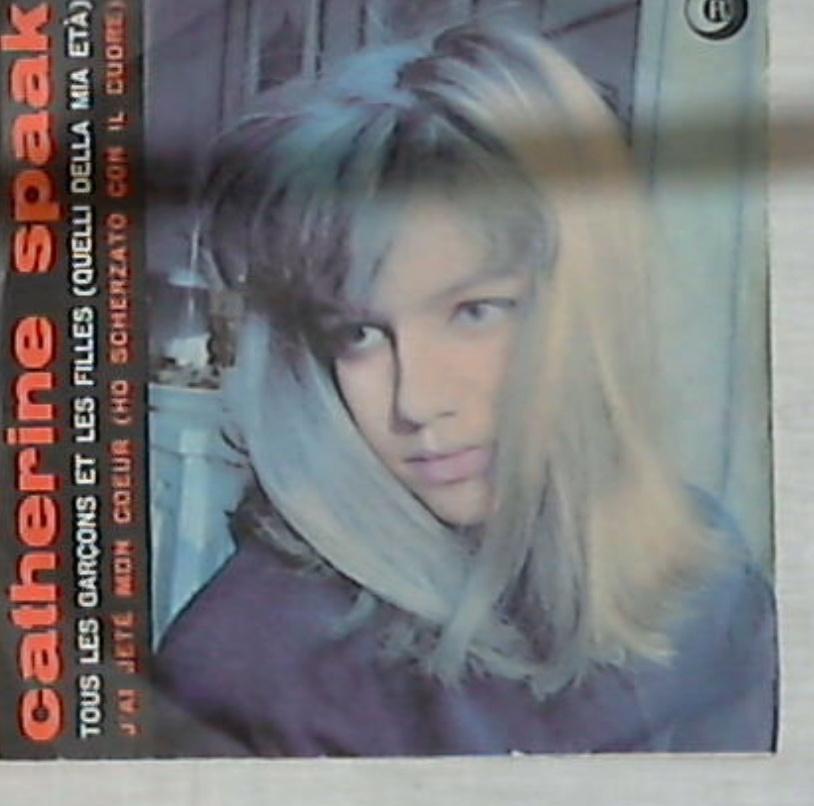 catherine spaak
TOUS LES GARÇONS ET LES FILLES (QUELLI DELLA MIA ETÀ)
J'AI JETÉ MON COEUR (HO SCHERZATO CON IL CUORE)